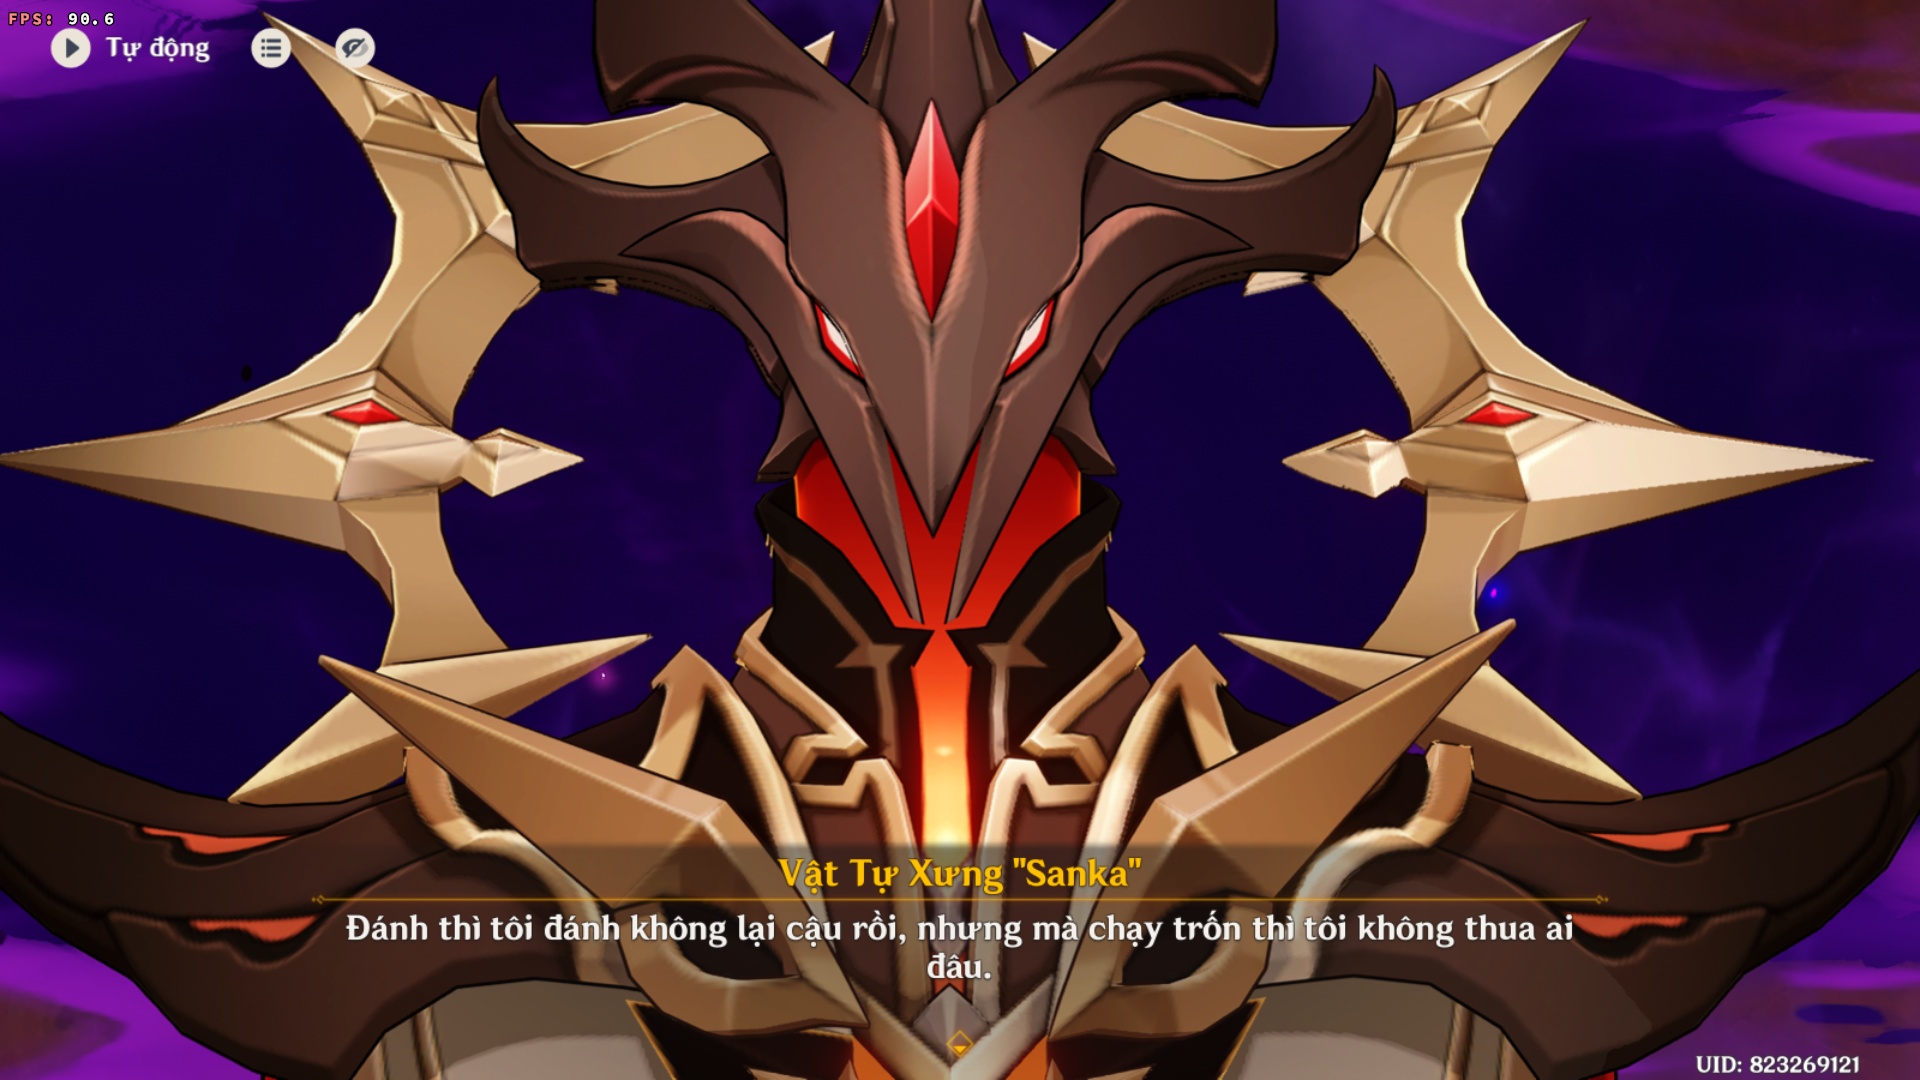 FPS: 90.6
Tự động
Vật Tự Xưng "Sanka"
Đánh thì tôi đánh không lại cậu rồi, nhưng mà chạy trốn thì tôi không thua ai
đâu.
UID: 823269121